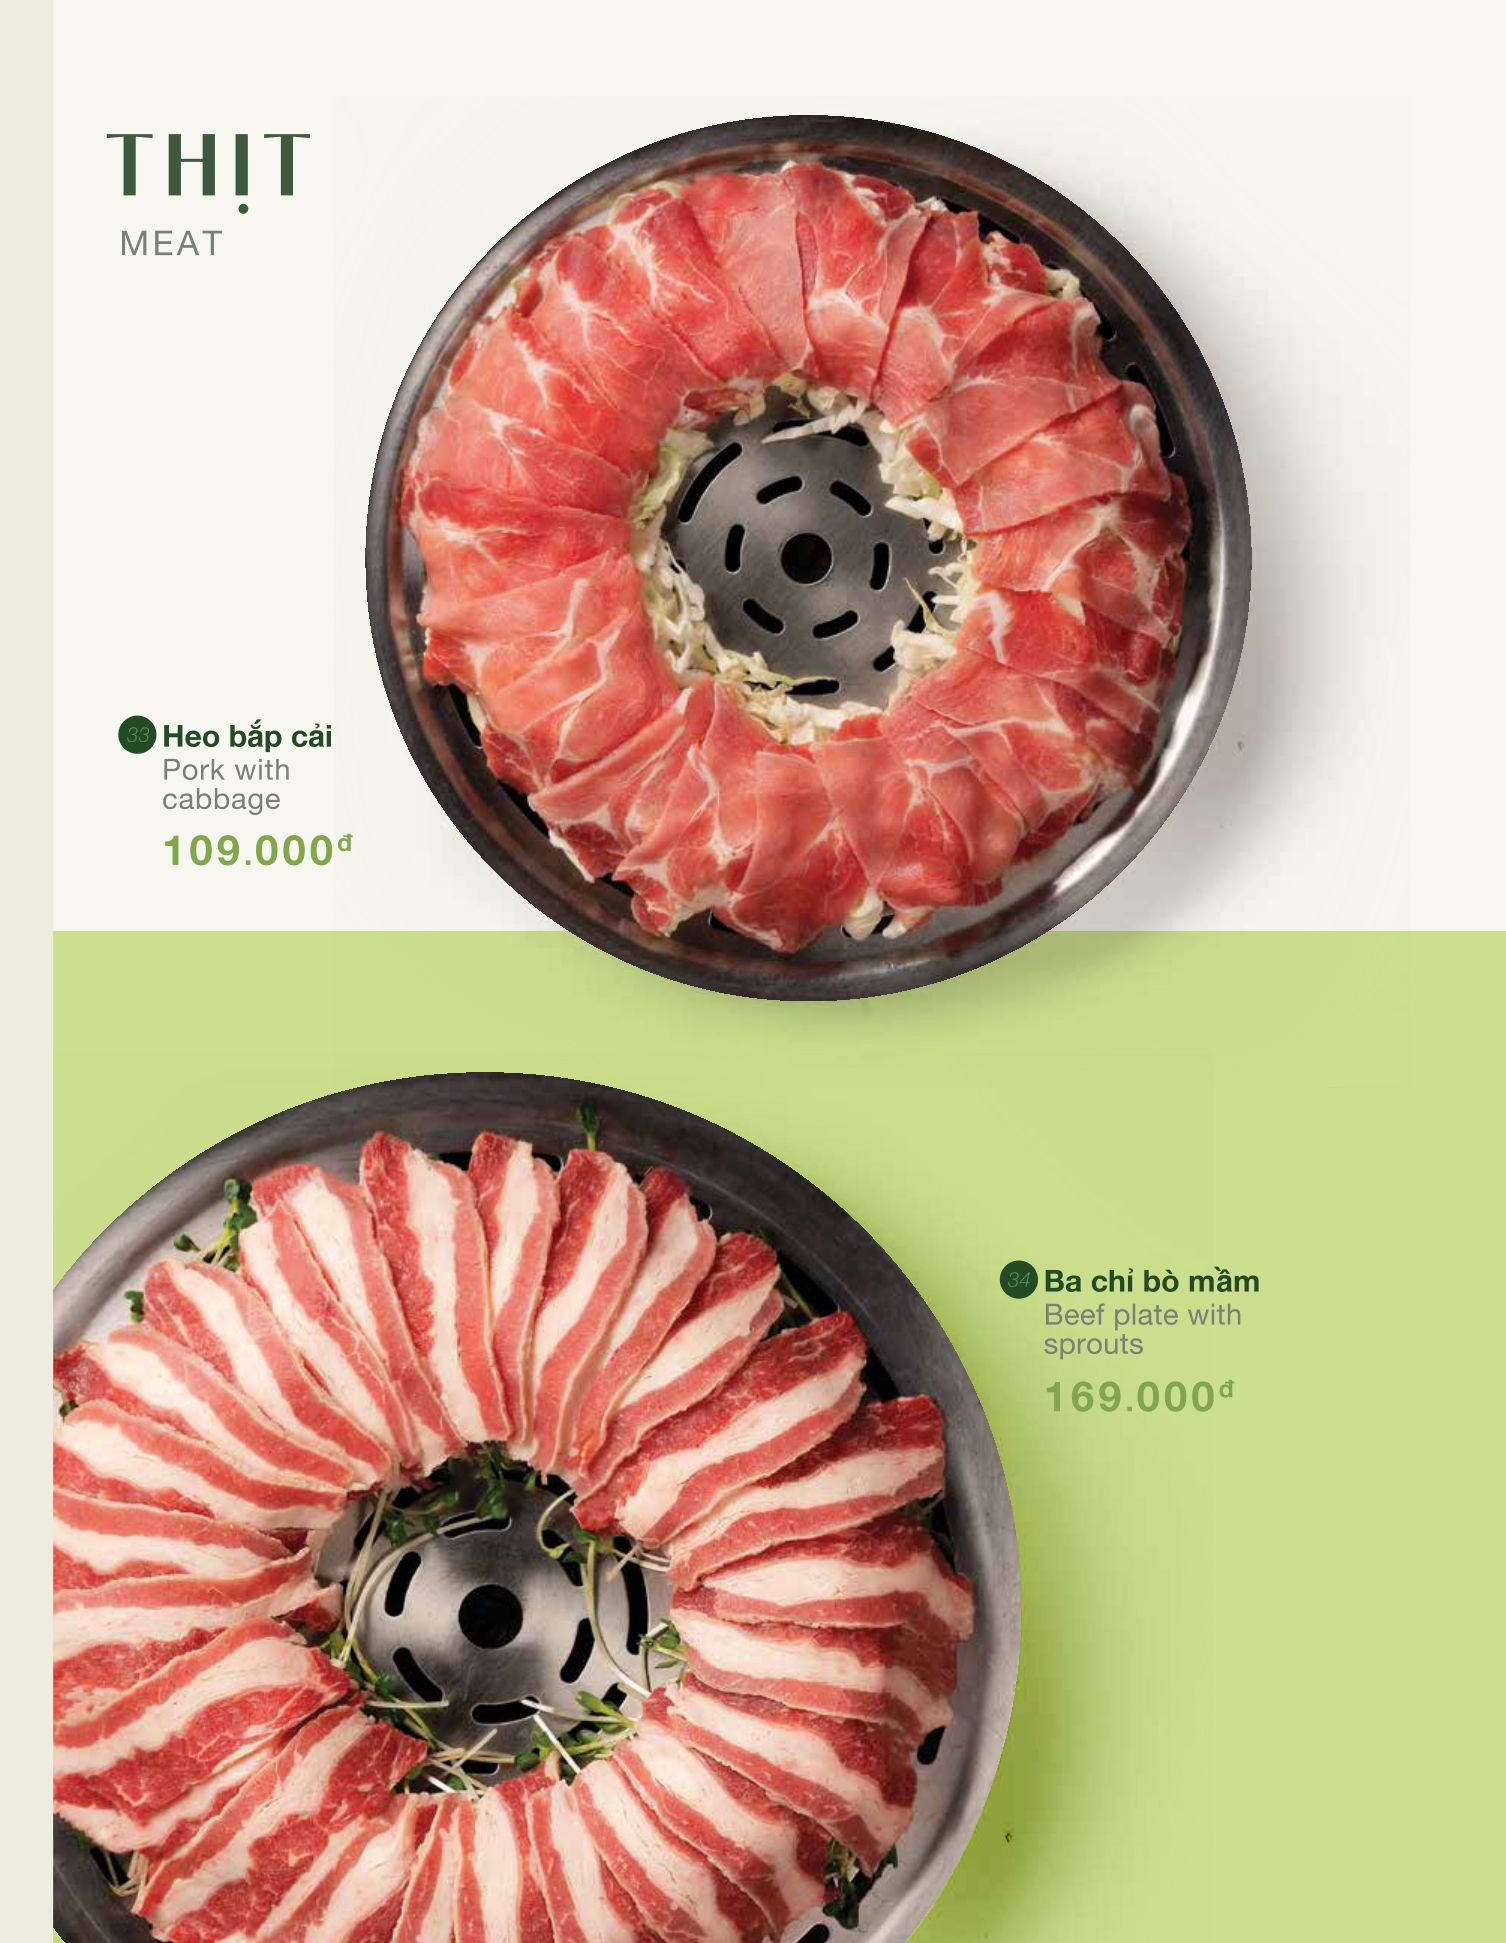 THỊT
MEAT
33 Heo bắp cải
Pork with
cabbage
109.000đ
34 Ba chỉ bò mầm
Beef plate with
sprouts
169.000đ